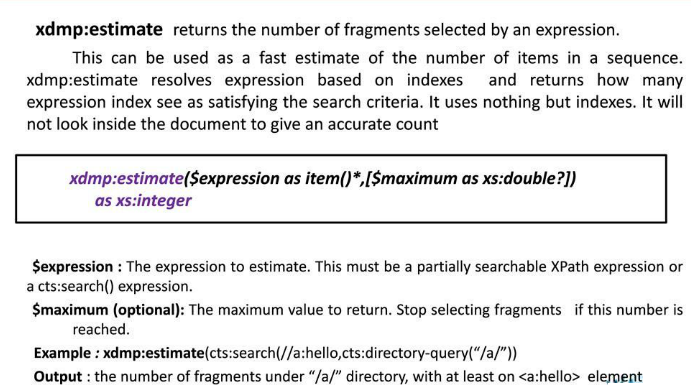 xdmp:estimate returns the number of fragments selected by an expression.
This can be used as a fast estimate of the number of items in a sequence.
xdmp:estimate resolves expression based on indexes and returns how many
expression index see as satisfying the search criteria. It uses nothing but indexes. It will
not look inside the document to give an accurate count
xdmp:estimate($expression as item()*,[$maximum as xs:double?])
as xs:integer
$expression : The expression to estimate. This must be a partially searchable XPath expression or
a cts:search() expression.
$maximum (optional): The maximum value to return. Stop selecting fragments if this number is
reached.
Example : xdmp:estimate(cts:search(//a:hello,cts:directory-query(“/a/”))
Output : the number of fragments under “/a/” directory, with at least on <a:hello> element